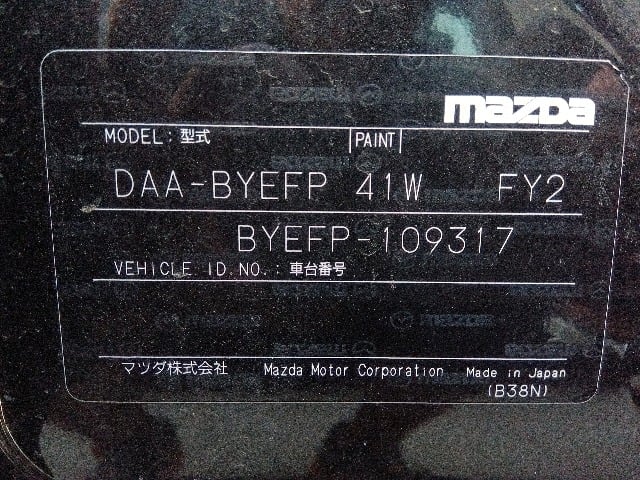 mazda
MODEL: 型式 PAINT
DAA-BYEFP 41W FY2
BYEFP-109317
VEHICLE ID.NO.: 車台番号
マツダ株式会社 Mazda Motor Corporation Made in Japan
(B38N)